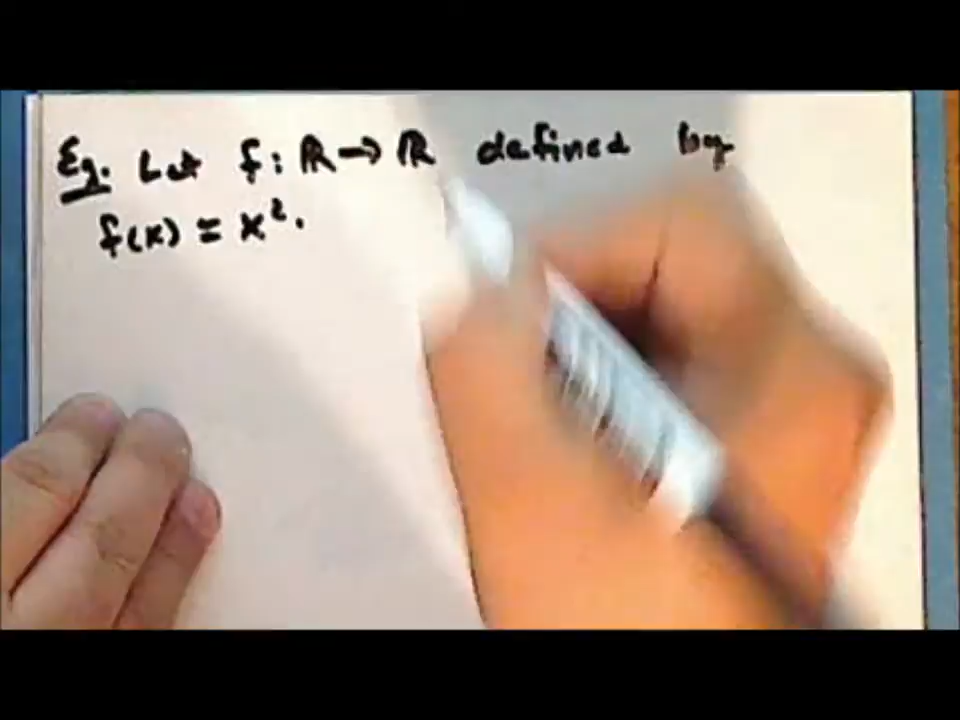 Eg. Let f: ℝ → ℝ defined by
f(x) = x².